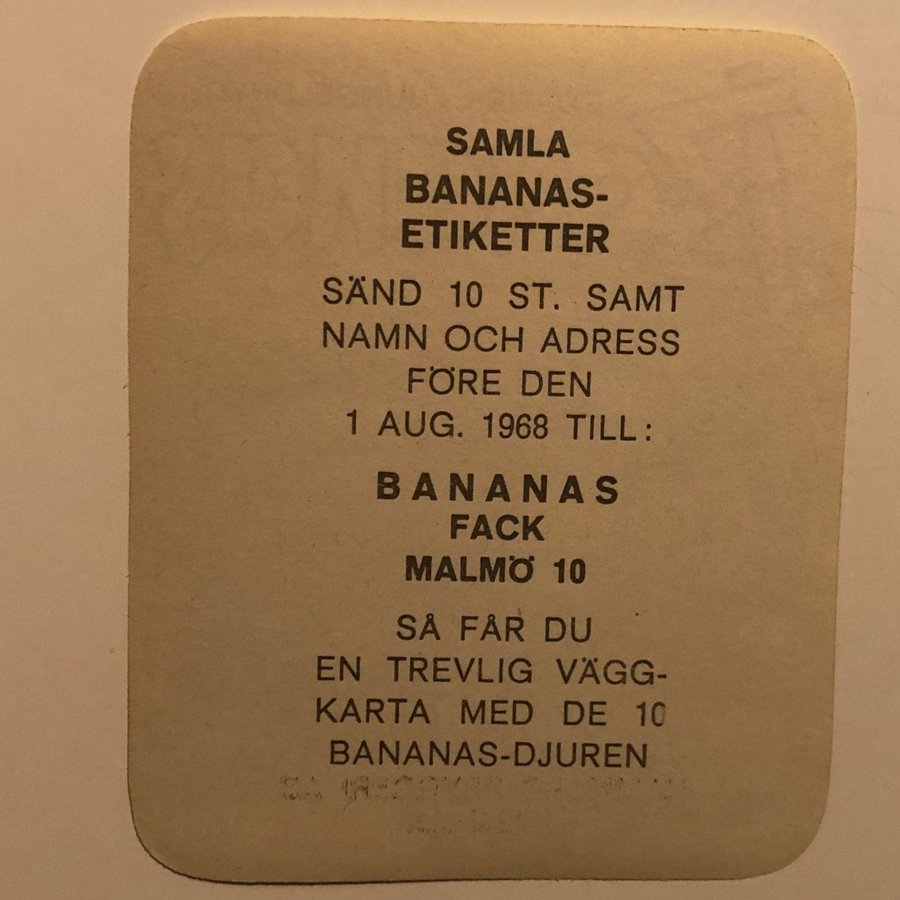 SAMLA
BANANAS-
ETIKETTER
SÄND 10 ST. SAMT
NAMN OCH ADRESS
FÖRE DEN
1 AUG. 1968 TILL:
BANANAS
FACK
MALMÖ 10
SÅ FÅR DU
EN TREVLIG VÄGG-
KARTA MED DE 10
BANANAS-DJUREN